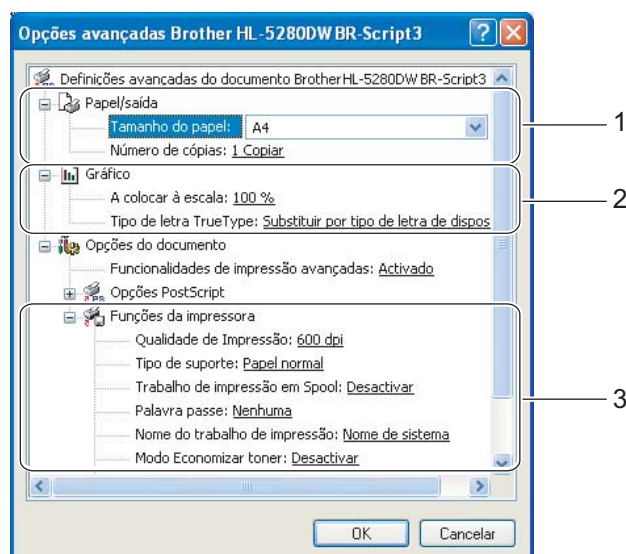 Opções avançadas Brother HL-5280DW BR-Script3
Definições avançadas do documento Brother HL-5280DW BR-Script3
Papel/saída
Tamanho do papel: A4
1
Número de cópias: 1 Copiar
Gráfico
A colocar à escala: 100 %
2
Tipo de letra TrueType: Substituir por tipo de letra de dispos
Opções do documento
Funcionalidades de impressão avançadas: Activado
Opções PostScript
Funções da impressora
Qualidade de Impressão: 600 dpi
Tipo de suporte: Papel normal
Trabalho de impressão em Spool: Desactivar
3
Palavra passe: Nenhuma
Nome do trabalho de impressão: Nome de sistema
Modo Economizar toner: Desactivar
OK
Cancelar